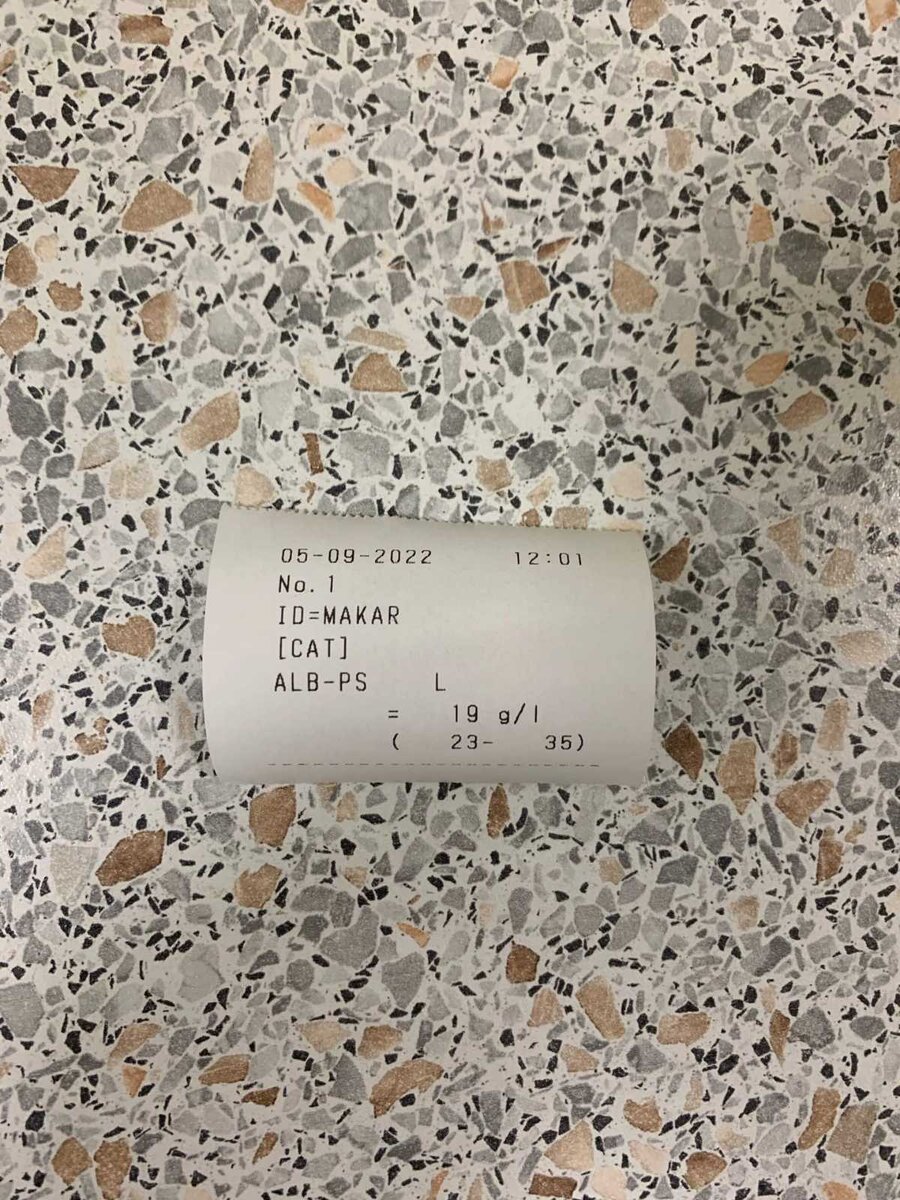 05-09-2022 12:01
No. 1
ID=MAKAR
[CAT]
ALB-PS L
= 19 g/l
( 23- 35)